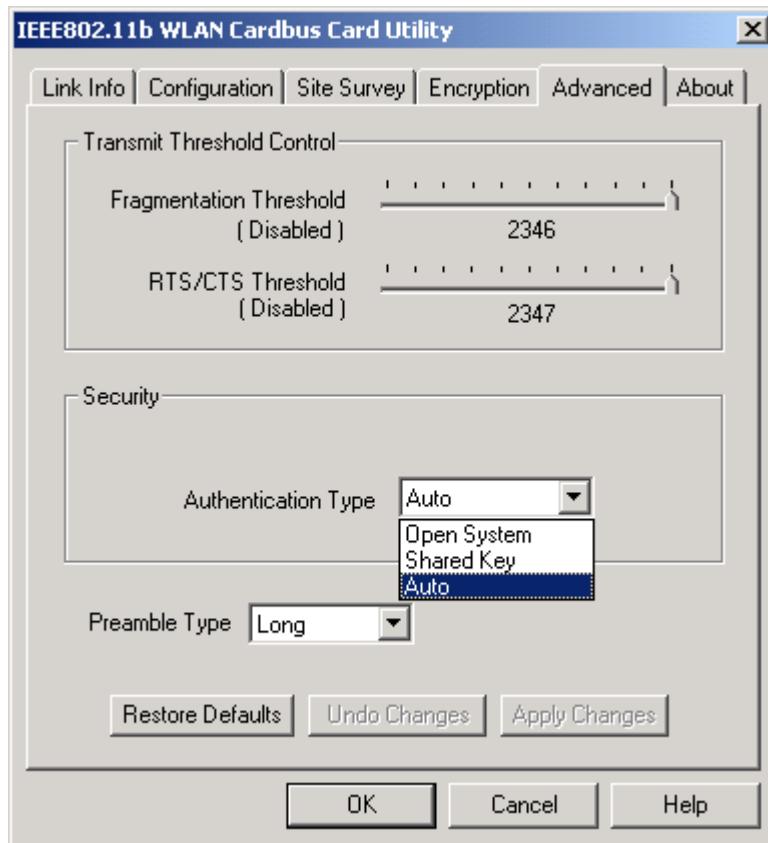 IEEE802.11b WLAN Cardbus Card Utility
Link Info Configuration Site Survey Encryption Advanced About
Transmit Threshold Control
Fragmentation Threshold
( Disabled )
2346
RTS/CTS Threshold
( Disabled )
2347
Security
Authentication Type Auto
Open System
Shared Key
Auto
Preamble Type Long
Restore Defaults Undo Changes Apply Changes
OK Cancel Help